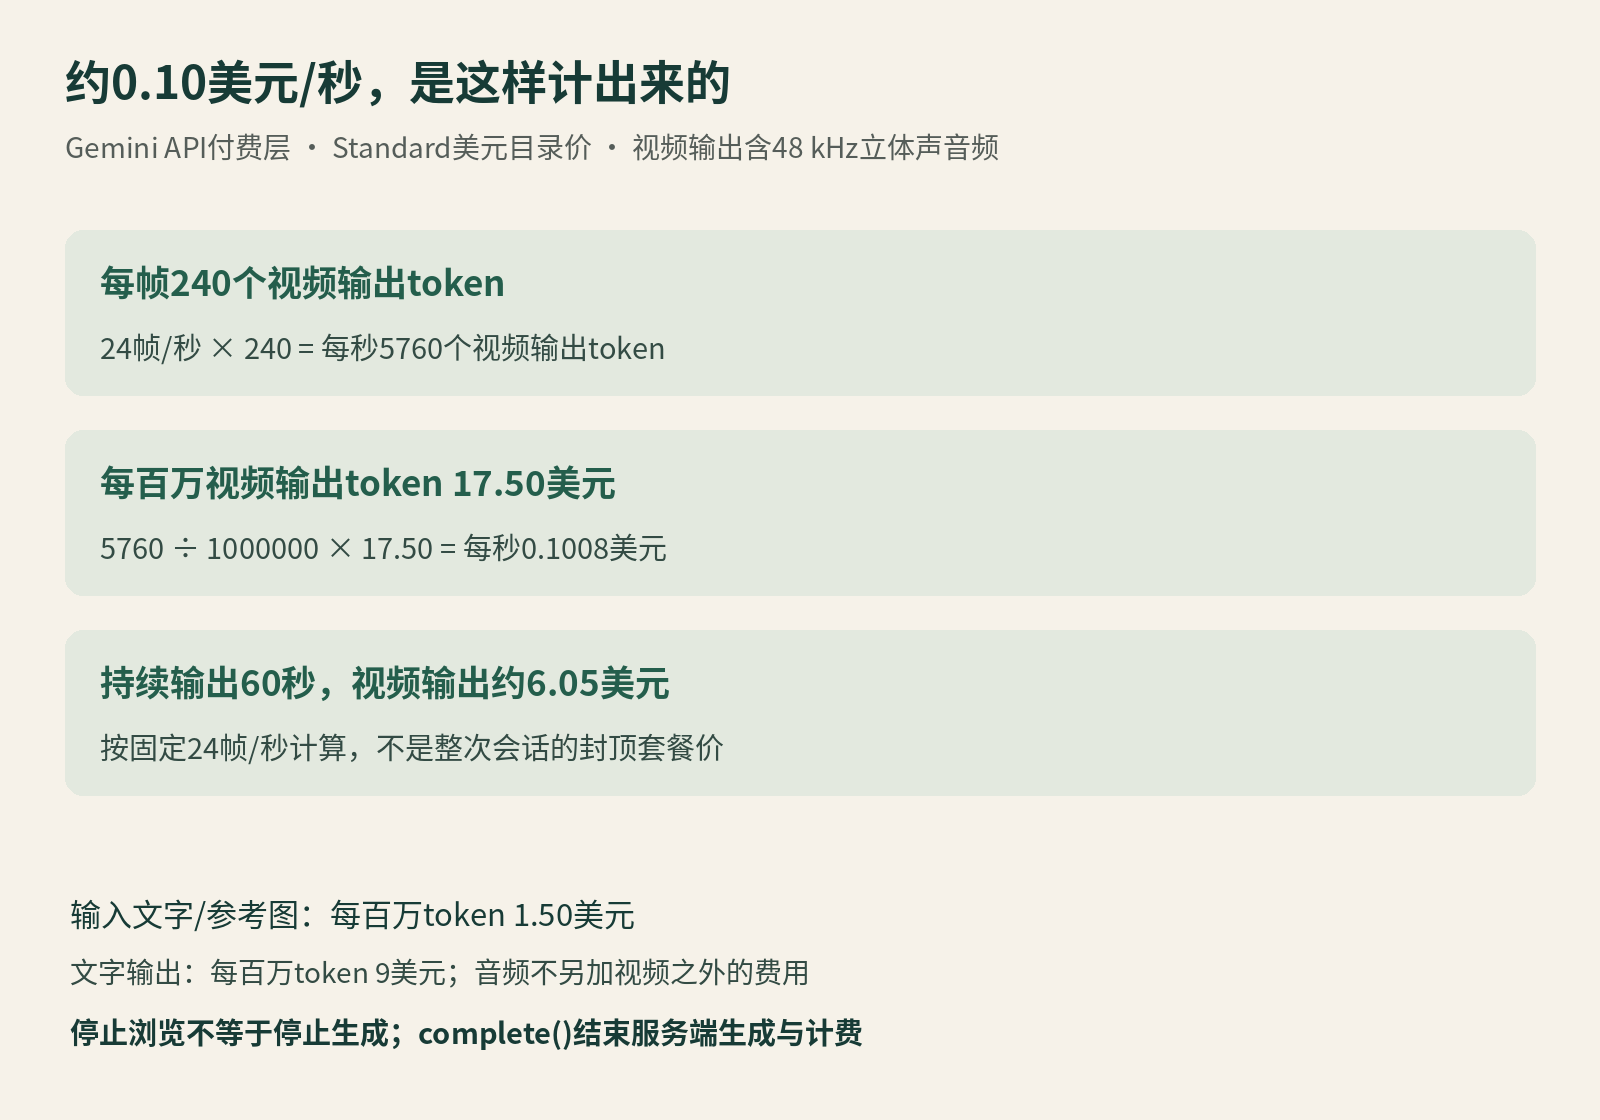 约0.10美元/秒，是这样计出来的
Gemini API付费层 · Standard美元目录价 · 视频输出含48 kHz立体声音频
每帧240个视频输出token
24帧/秒 × 240 = 每秒5760个视频输出token
每百万视频输出token 17.50美元
5760 ÷ 1000000 × 17.50 = 每秒0.1008美元
持续输出60秒，视频输出约6.05美元
按固定24帧/秒计算，不是整次会话的封顶套餐价
输入文字/参考图：每百万token 1.50美元
文字输出：每百万token 9美元；音频不另加视频之外的费用
停止浏览不等于停止生成；complete()结束服务端生成与计费